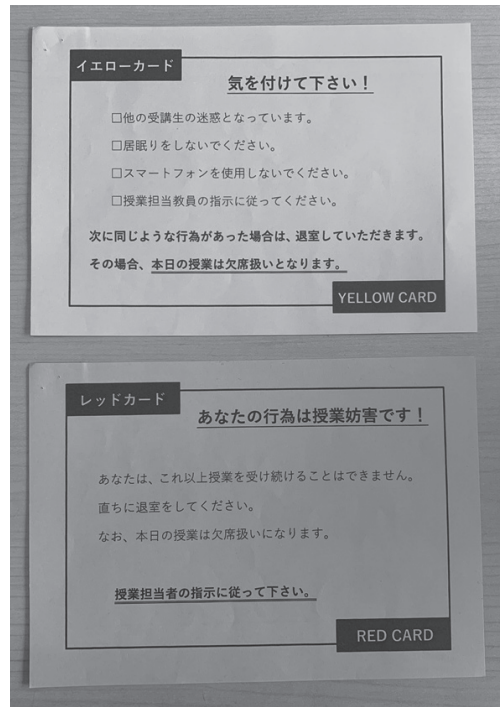 イエローカード
気を付けて下さい！
□他の受講生の迷惑となっています。
□居眠りをしないでください。
□スマートフォンを使用しないでください。
□授業担当教員の指示に従ってください。
次に同じような行為があった場合は、退室していただきます。
その場合、本日の授業は欠席扱いとなります。
YELLOW CARD
レッドカード
あなたの行為は授業妨害です！
あなたは、これ以上授業を受け続けることはできません。
直ちに退室をしてください。
なお、本日の授業は欠席扱いになります。
授業担当者の指示に従って下さい。
RED CARD